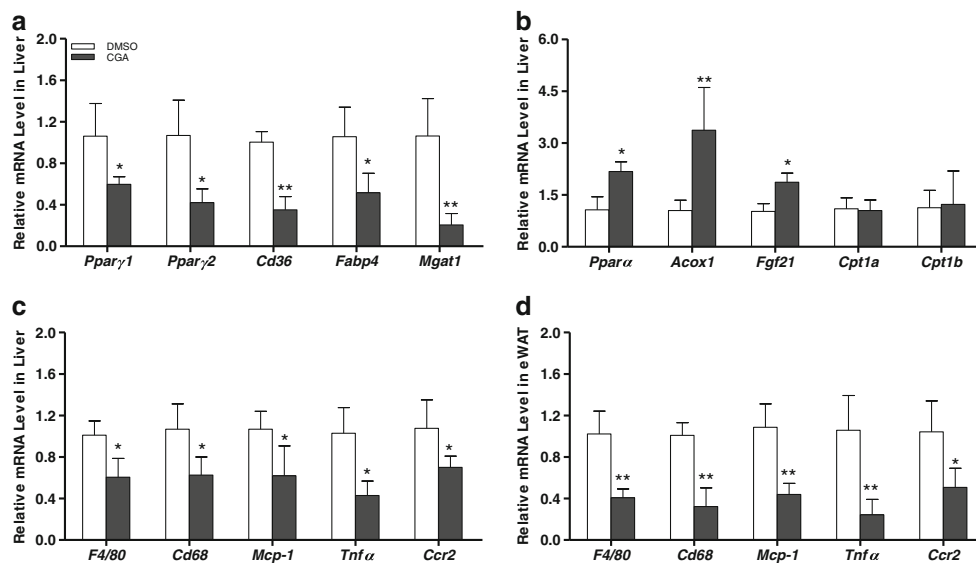 a
Relative mRNA Level in Liver
2.0
1.6
1.2
0.8
0.4
0.0
DMSO
CGA
*
*
**
*
**
Pparγ1 Pparγ2 Cd36 Fabp4 Mgat1
b
Relative mRNA Level in Liver
6.0
4.5
3.0
1.5
0.0
*
**
*
Pparα Acox1 Fgf21 Cpt1a Cpt1b
c
Relative mRNA Level in Liver
2.0
1.6
1.2
0.8
0.4
0.0
*
*
*
*
*
F4/80 Cd68 Mcp-1 Tnfα Ccr2
d
Relative mRNA Level in eWAT
2.0
1.6
1.2
0.8
0.4
0.0
**
**
**
**
*
F4/80 Cd68 Mcp-1 Tnfα Ccr2